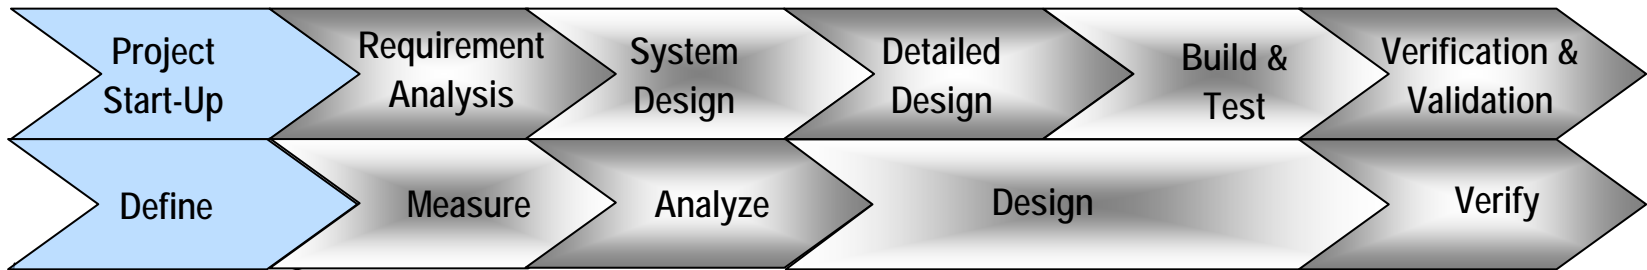 Project
Start-Up
Requirement
Analysis
System
Design
Detailed
Design
Build &
Test
Verification &
Validation
Define
Measure
Analyze
Design
Verify